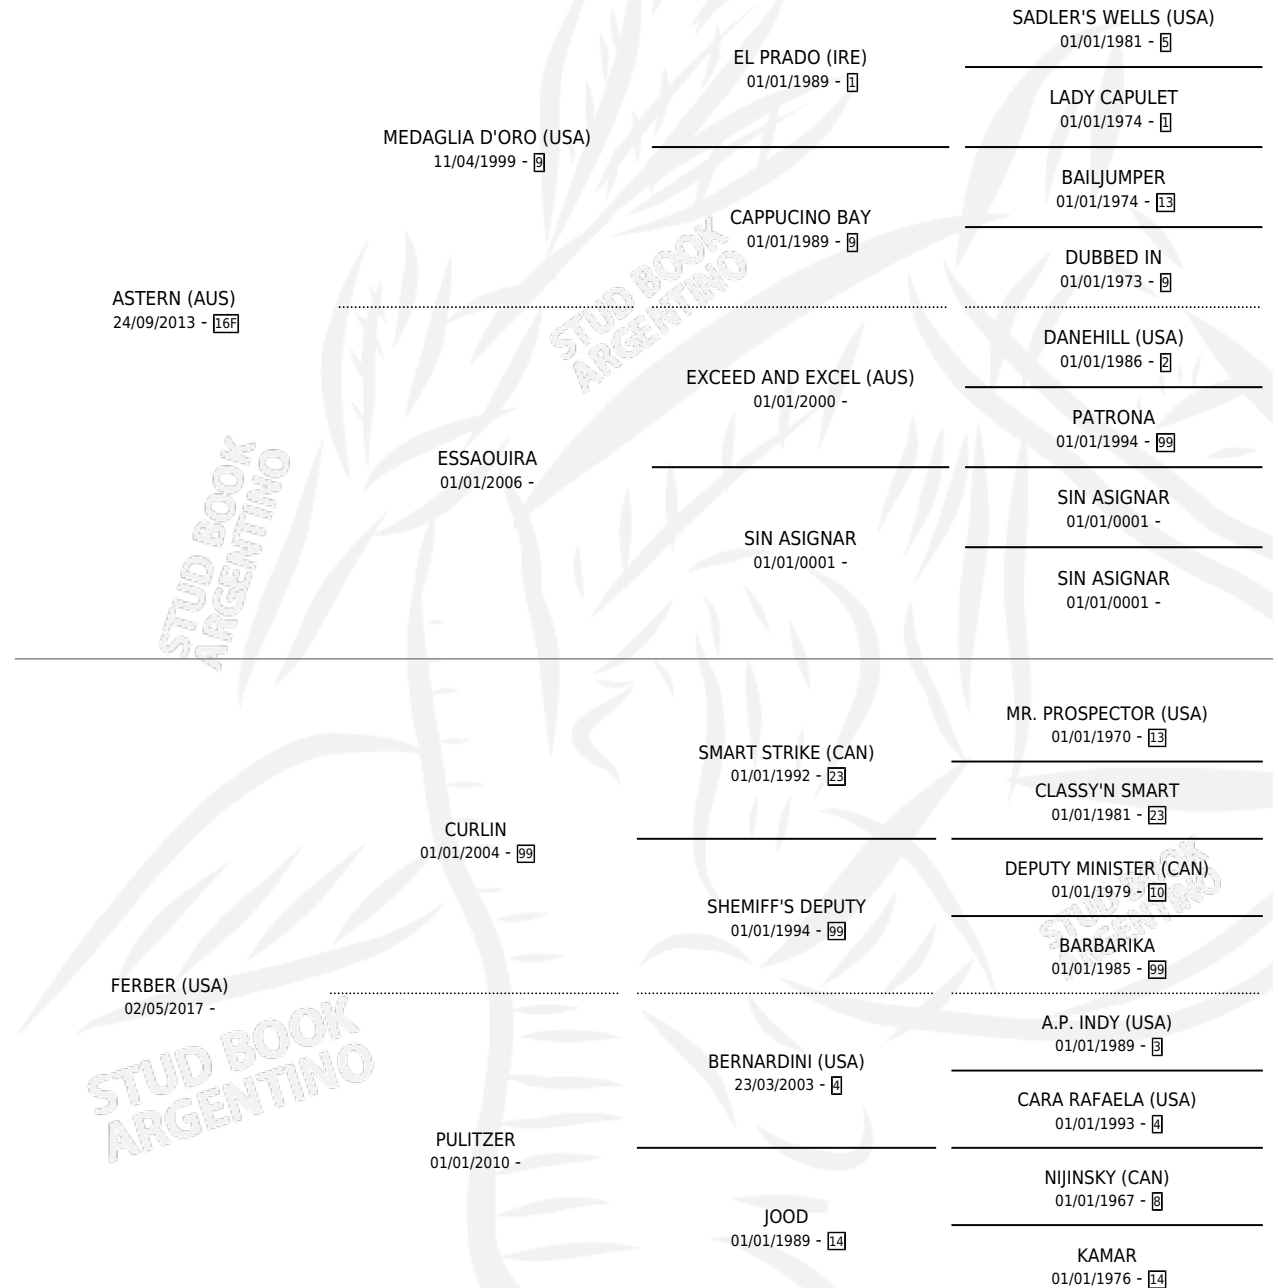 SADLER'S WELLS (USA)
01/01/1981 - 5
EL PRADO (IRE)
01/01/1989 - 1
LADY CAPULET
01/01/1974 - 1
MEDAGLIA D'ORO (USA)
11/04/1999 - 9
BAILJUMPER
01/01/1974 - 13
CAPPUCINO BAY
01/01/1989 - 9
DUBBED IN
01/01/1973 - 9
STUD BOOK
ARGENTINO
ASTERN (AUS)
24/09/2013 - 16F
DANEHILL (USA)
01/01/1986 - 2
EXCEED AND EXCEL (AUS)
01/01/2000 -
PATRONA
01/01/1994 - 99
ESSAOUIRA
01/01/2006 -
SIN ASIGNAR
01/01/0001 -
SIN ASIGNAR
01/01/0001 -
SIN ASIGNAR
01/01/0001 -
STUD BOOK
ARGENTINO
MR. PROSPECTOR (USA)
01/01/1970 - 13
SMART STRIKE (CAN)
01/01/1992 - 23
CLASSY'N SMART
01/01/1981 - 23
CURLIN
01/01/2004 - 99
DEPUTY MINISTER (CAN)
01/01/1979 - 10
SHEMIFF'S DEPUTY
01/01/1994 - 99
STUD BOOK
ARGENTINO
BARBARIKA
01/01/1985 - 99
FERBER (USA)
02/05/2017 -
STUD BOOK
ARGENTINO
A.P. INDY (USA)
01/01/1989 - 3
BERNARDINI (USA)
23/03/2003 - 4
CARA RAFAELA (USA)
01/01/1993 - 4
PULITZER
01/01/2010 -
NIJINSKY (CAN)
01/01/1967 - 8
JOOD
01/01/1989 - 14
KAMAR
01/01/1976 - 14